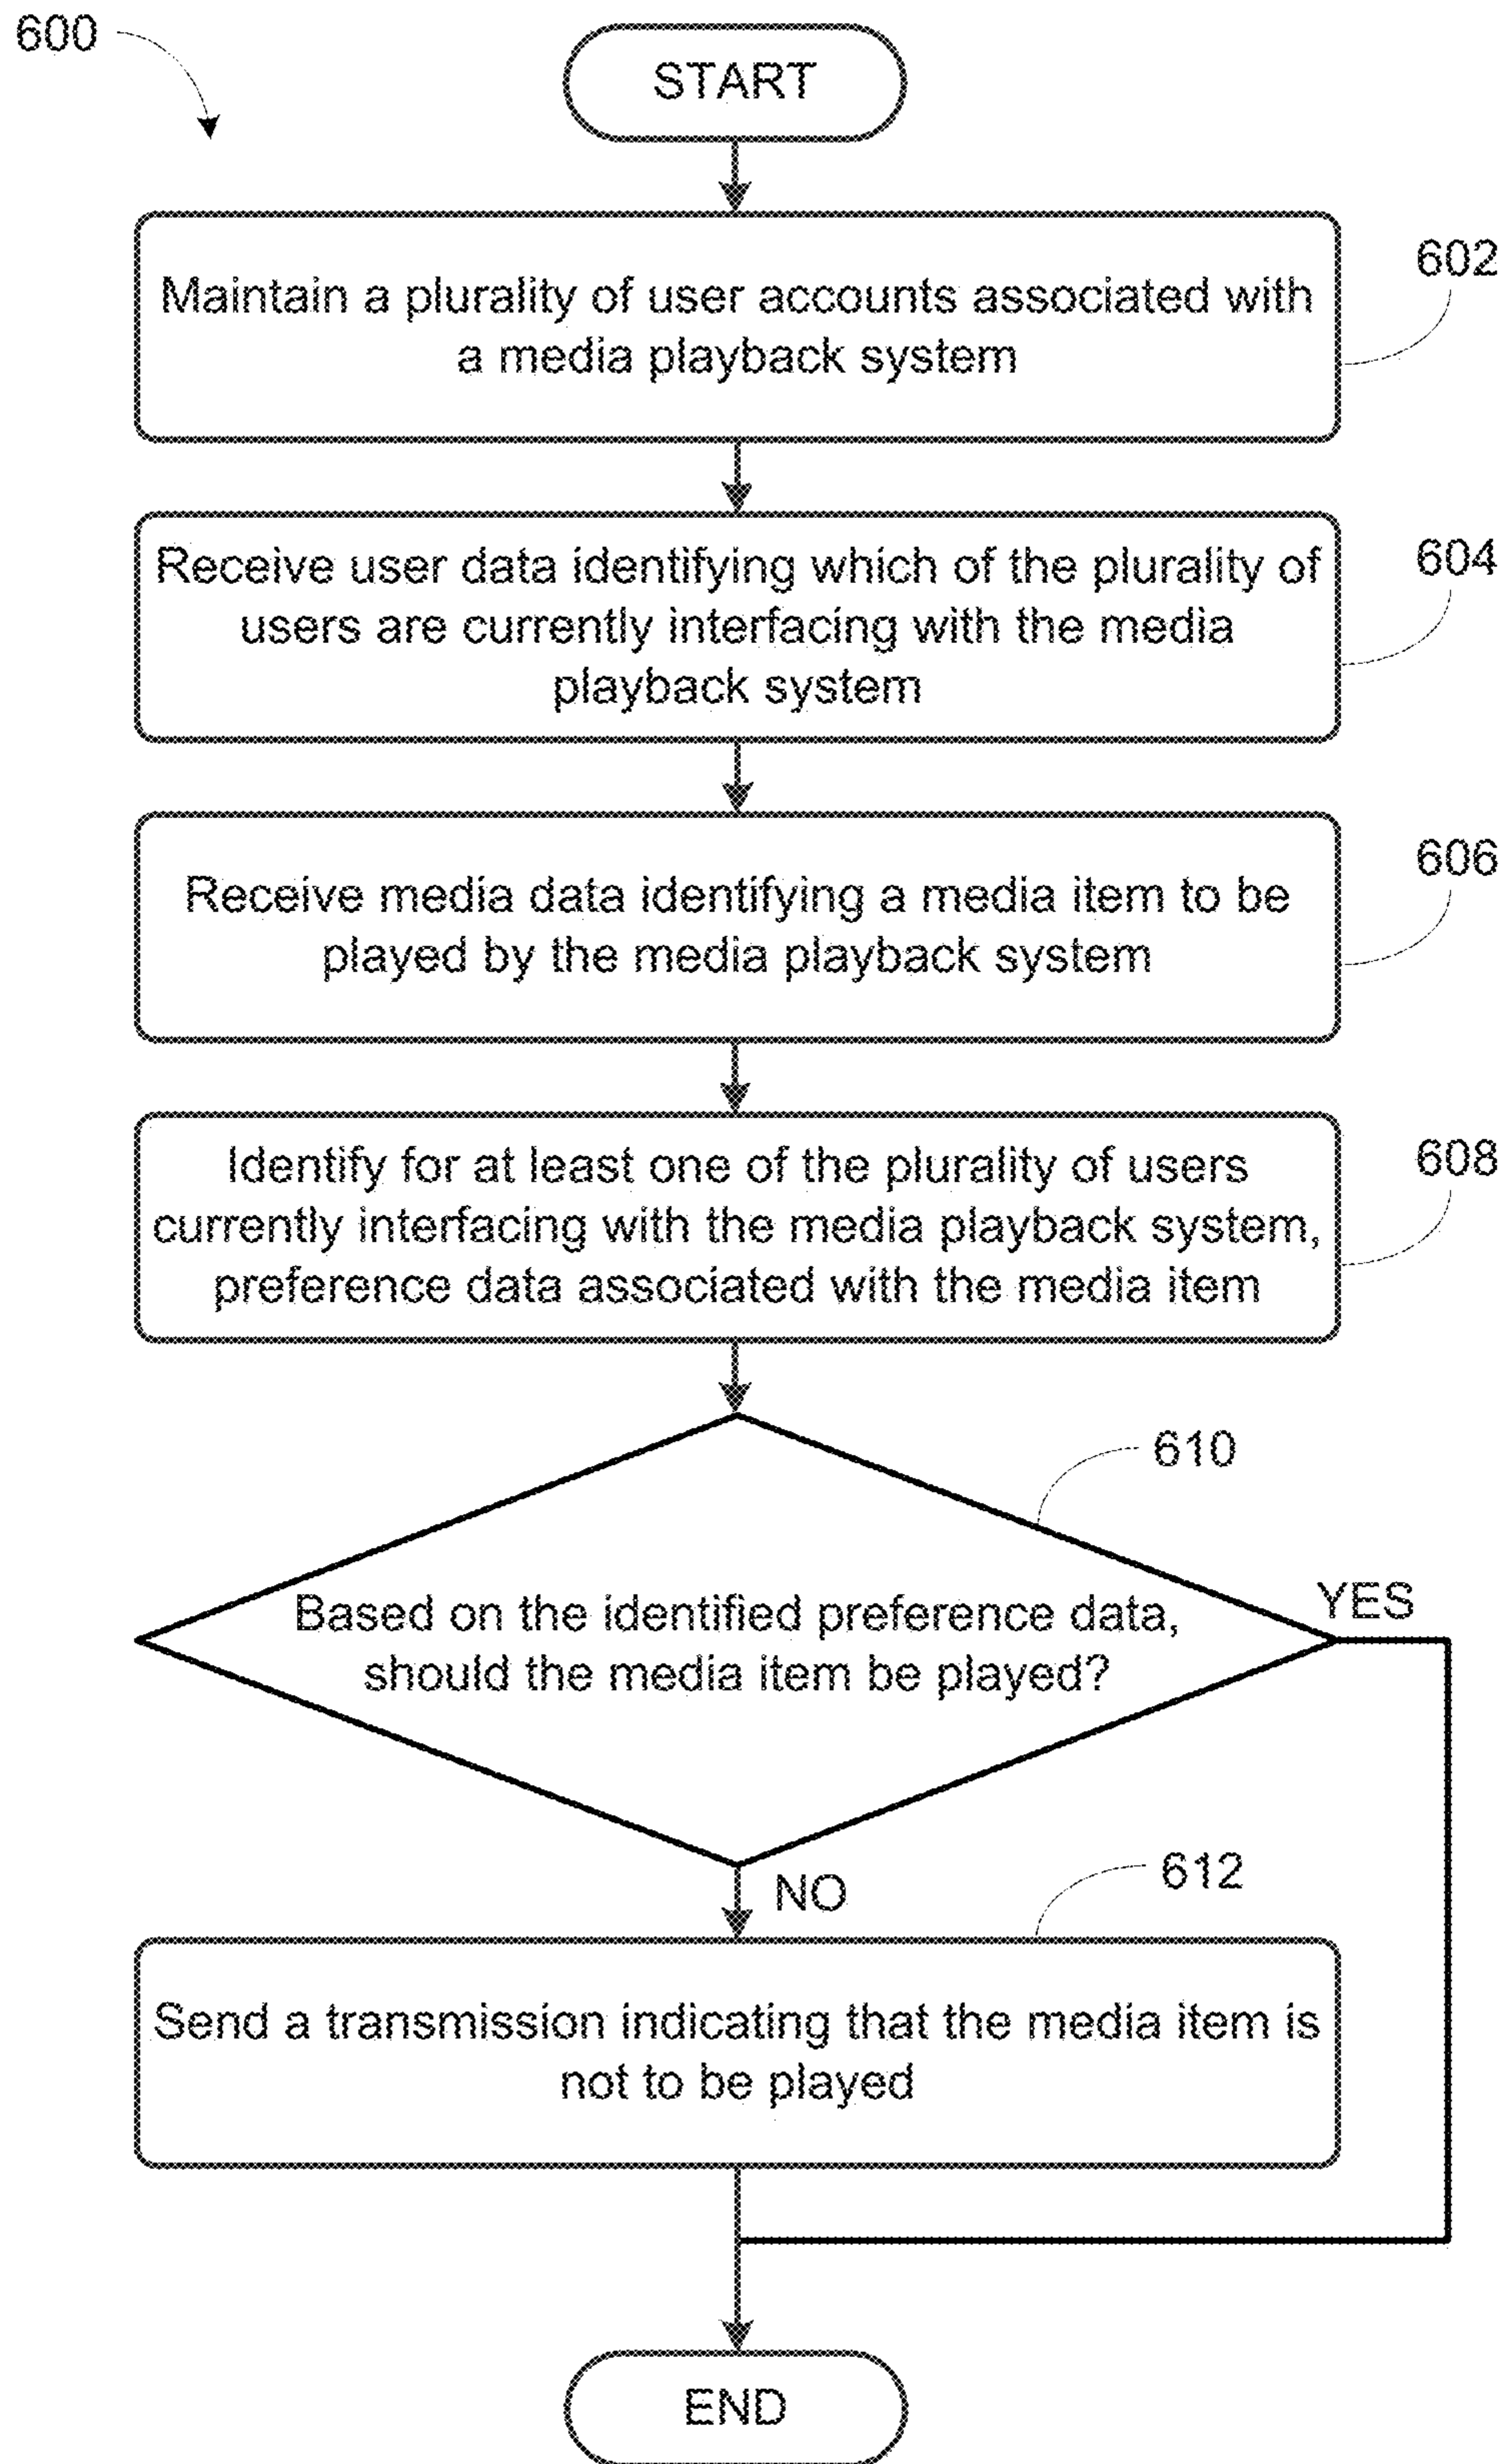 600
START
Maintain a plurality of user accounts associated with
a media playback system
602
Receive user data identifying which of the plurality of
users are currently interfacing with the media
playback system
604
Receive media data identifying a media item to be
played by the media playback system
606
Identify for at least one of the plurality of users
currently interfacing with the media playback system,
preference data associated with the media item
608
610
Based on the identified preference data,
should the media item be played?
YES
NO
612
Send a transmission indicating that the media item is
not to be played
END